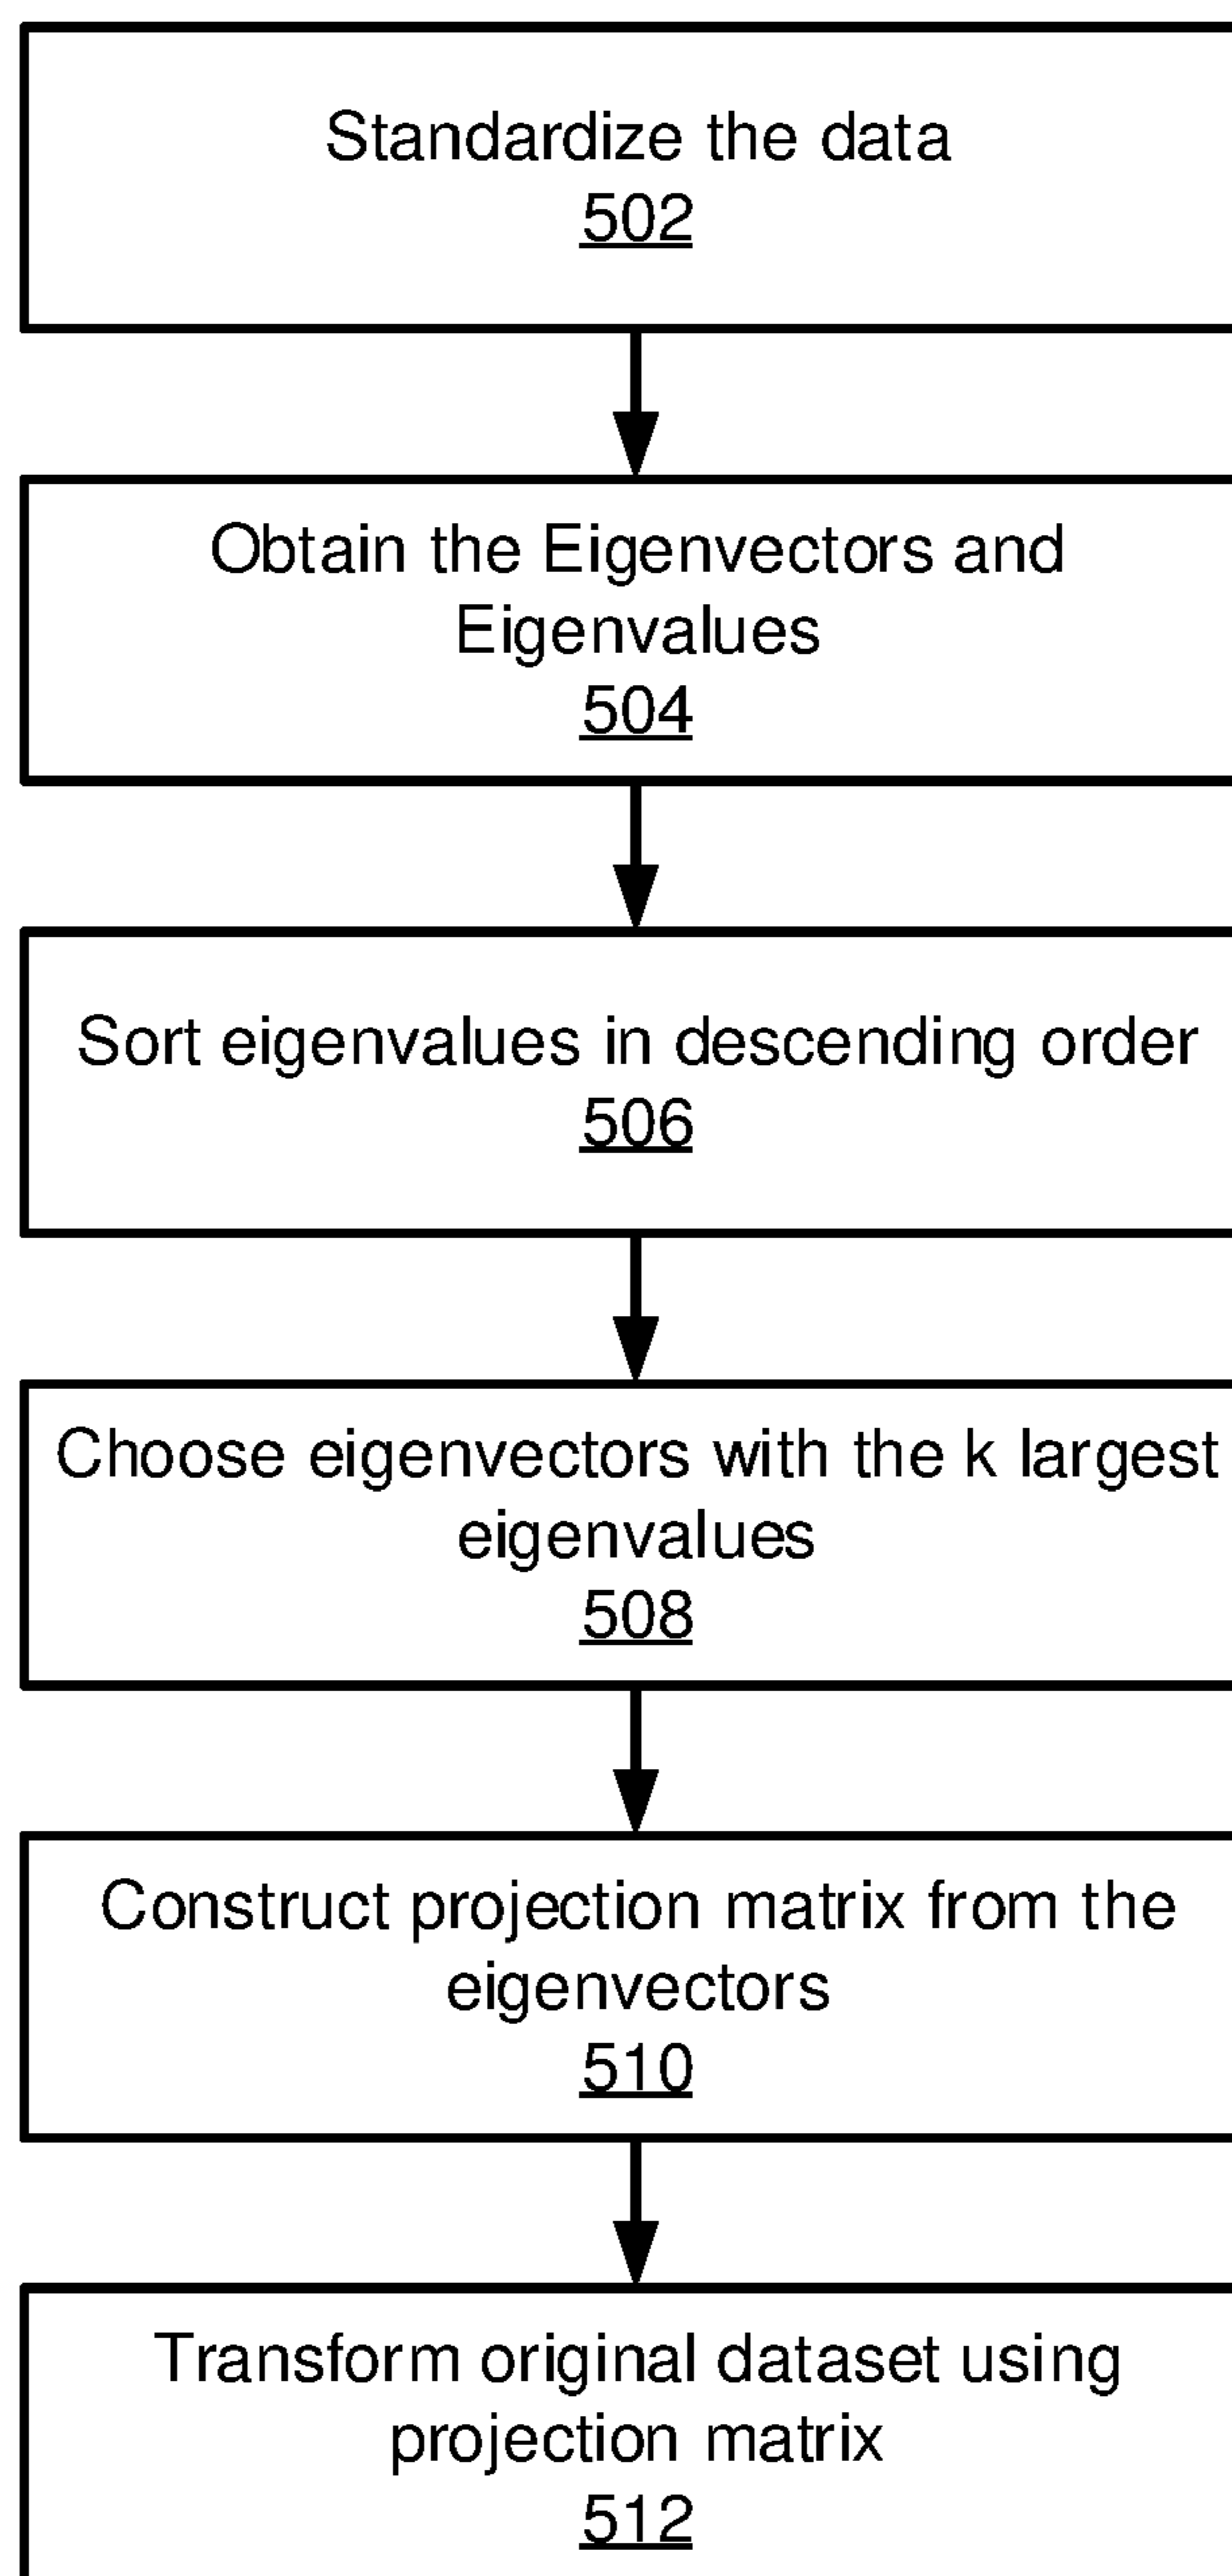 Standardize the data
502
Obtain the Eigenvectors and
Eigenvalues
504
Sort eigenvalues in descending order
506
Choose eigenvectors with the k largest
eigenvalues
508
Construct projection matrix from the
eigenvectors
510
Transform original dataset using
projection matrix
512